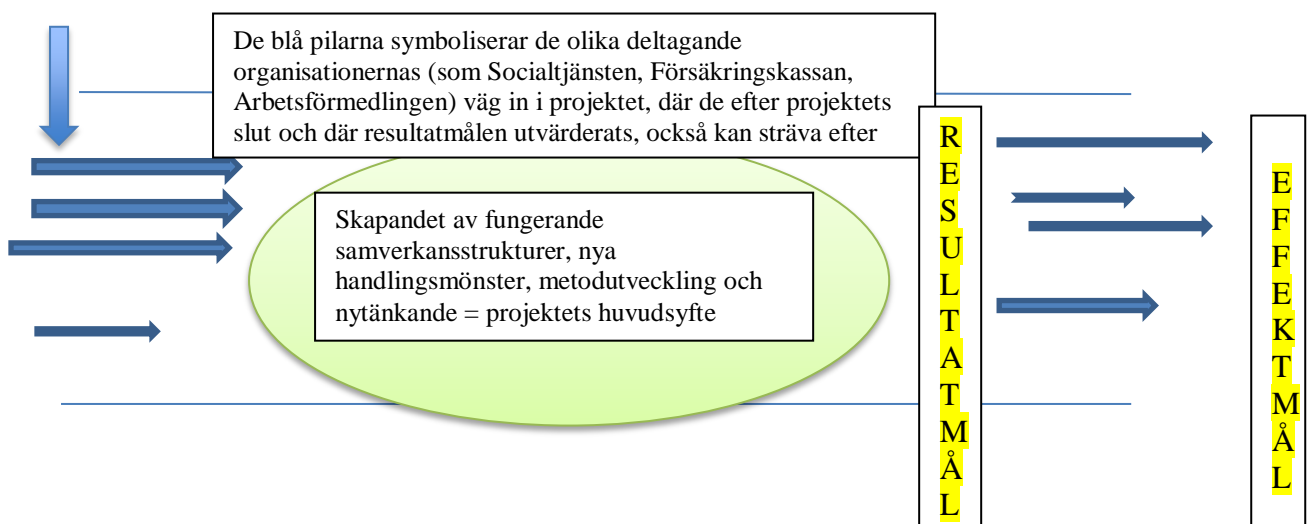 De blå pilarna symboliserar de olika deltagande
organisationernas (som Socialtjänsten, Försäkringskassan,
Arbetsförmedlingen) väg in i projektet, där de efter projektets
slut och där resultatmålen utvärderats, också kan sträva efter
Skapandet av fungerande
samverkansstrukturer, nya
handlingsmönster, metodutveckling och
nytänkande = projektets huvudsyfte
R
E
S
U
L
T
A
T
M
Å
L
E
F
F
E
K
T
M
Å
L